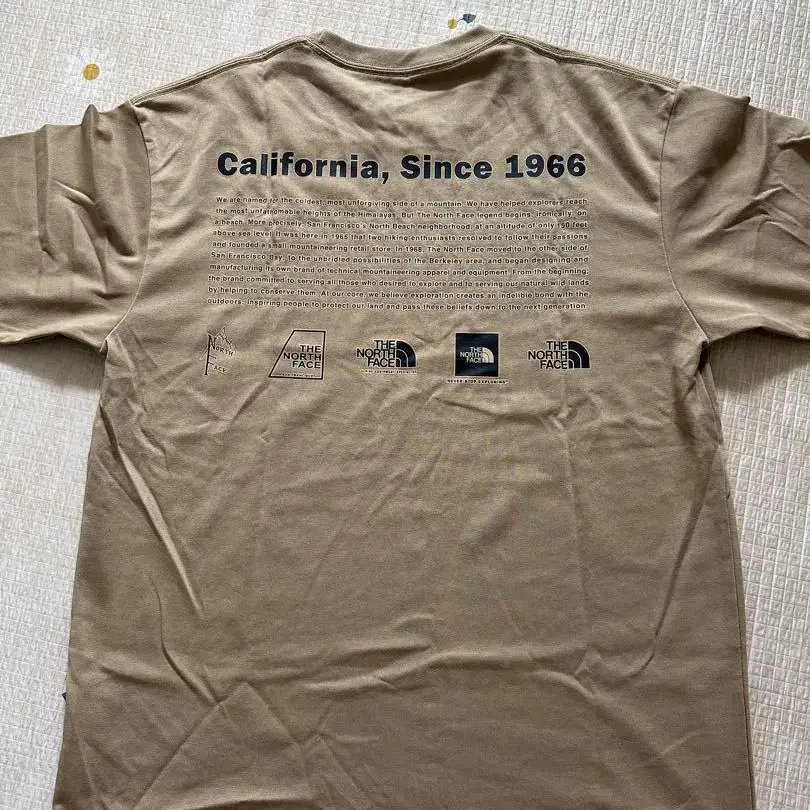 California, Since 1966
We are named for the coldest, most unforgiving side of a mountain. We have helped explorers reach
the most unfathomable heights of the Himalayas. But The North Face legend begins, ironically, on
a beach. More precisely, San Francisco's North Beach neighborhood, at an altitude of only 150 feet
above sea level. It was here in 1966 that two hiking enthusiasts resolved to follow their passions
and founded a small mountaineering retail store. In 1968, The North Face moved to the other side of
San Francisco Bay, to the unbridled possibilities of the Berkeley area, and began designing and
manufacturing its own brand of technical mountaineering apparel and equipment. From the beginning,
the brand committed to serving all those who desired to explore and to serving our natural wild lands
by helping to conserve them. At our core, we believe exploration creates an indelible bond with the
outdoors, inspiring people to protect our land and pass these beliefs down to the next generation.
North
Face
THE
NORTH
FACE
THE
NORTH
FACE
THE
NORTH
FACE
NEVER STOP EXPLORING
THE
NORTH
FACE